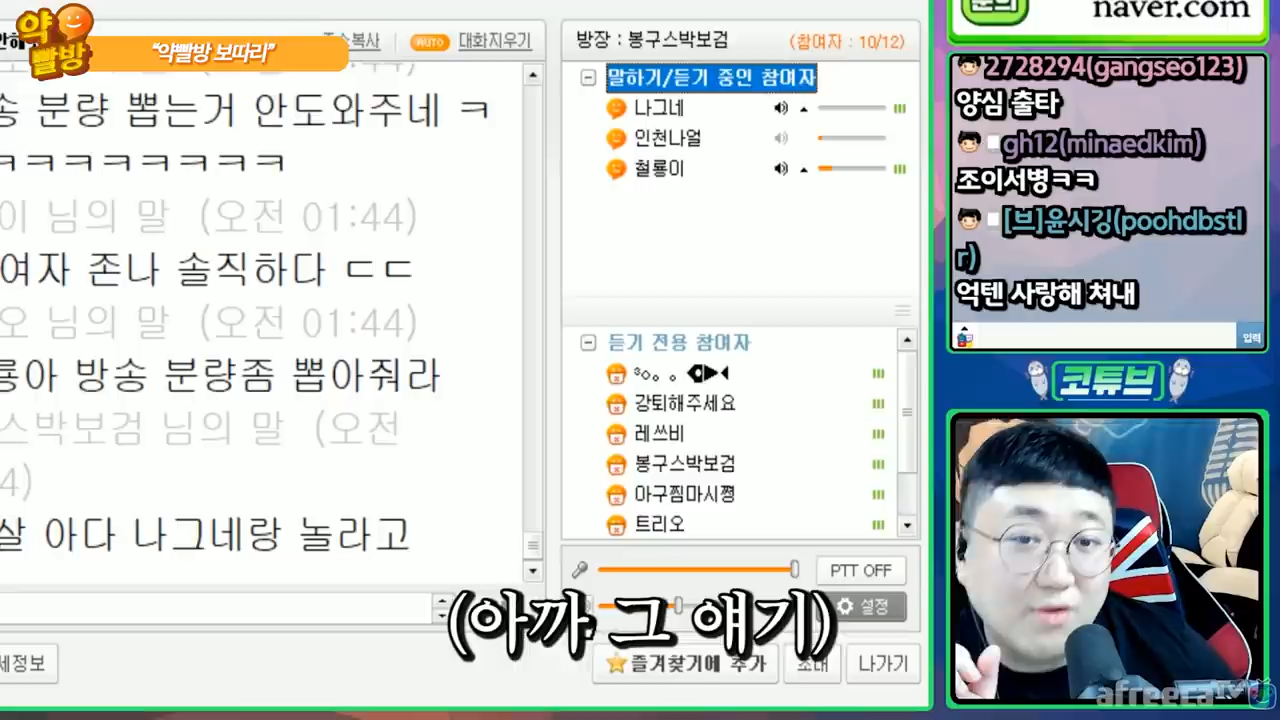 약빨방
"약빨방 보따리"
주소복사
AUTO 대화지우기
송 분량 뽑는거 안도와주네 ㅋ
ㅋㅋㅋㅋㅋㅋㅋㅋㅋ
이 님의 말 (오전 01:44)
여자 존나 솔직하다 ㄷㄷ
오 님의 말 (오전 01:44)
룡아 방송 분량좀 뽑아줘라
스박보검 님의 말 (오전
4)
살 아다 나그네랑 놀라고
세정보
방장 : 봉구스박보검
(참여자 : 10/12)
말하기/듣기 중인 참여자
나그네
인천나얼
철룡이
듣기 전용 참여자
강퇴해주세요
레쓰비
봉구스박보검
아구찜마시쪙
트리오
PTT OFF
설정
(아까 그 얘기)
즐겨찾기에 추가
초대
나가기
문의
naver.com
2728294(gangseo123)
양심 출타
gh12(minaedkim)
조이서병ㅋㅋ
[브]윤시깅(poohdbstl
r)
억텐 사랑해 쳐내
입력
코튜브
afreecaTV